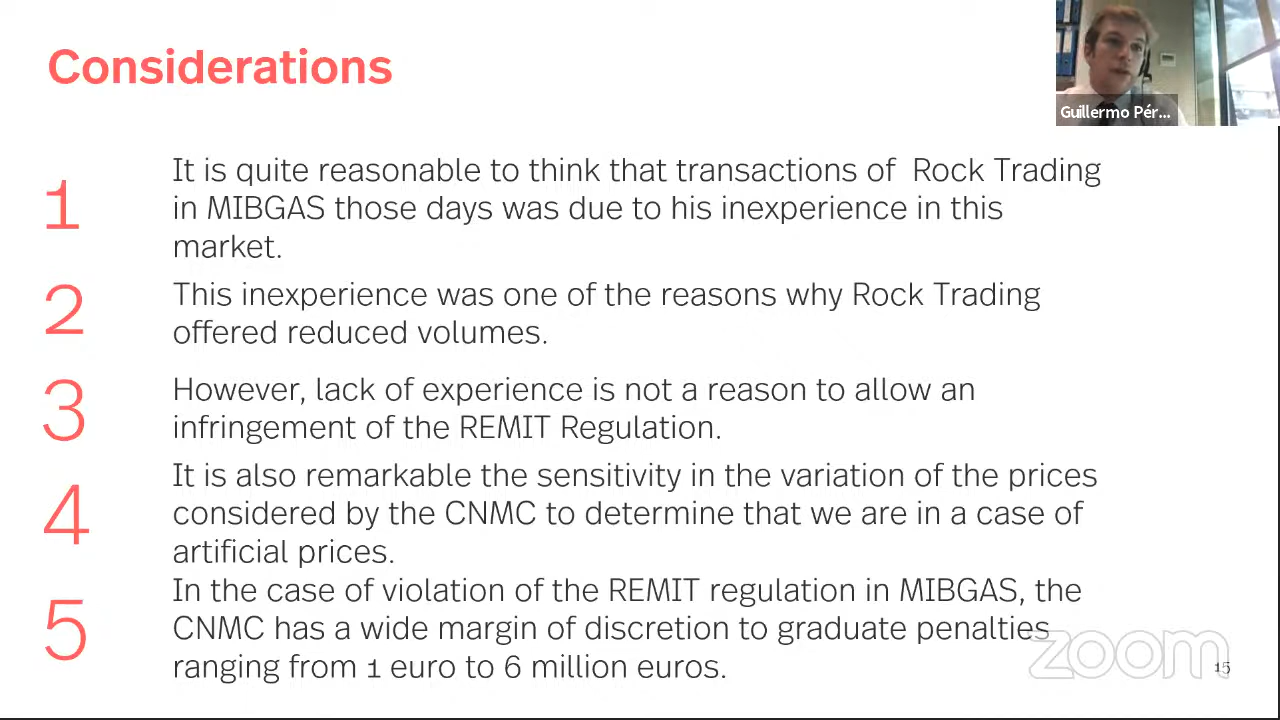 Considerations
Guillermo Pér...
1
It is quite reasonable to think that transactions of Rock Trading
in MIBGAS those days was due to his inexperience in this
market.
2
This inexperience was one of the reasons why Rock Trading
offered reduced volumes.
3
However, lack of experience is not a reason to allow an
infringement of the REMIT Regulation.
4
It is also remarkable the sensitivity in the variation of the prices
considered by the CNMC to determine that we are in a case of
artificial prices.
5
In the case of violation of the REMIT regulation in MIBGAS, the
CNMC has a wide margin of discretion to graduate penalties
ranging from 1 euro to 6 million euros.
zoom
15